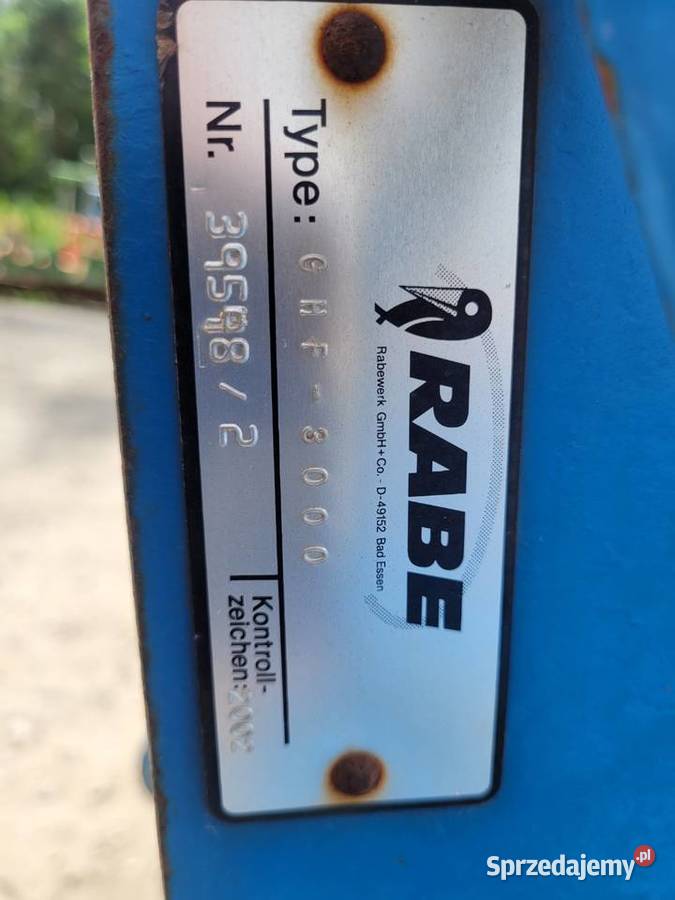 RABE
Rabewerk GmbH+Co. - D-49152 Bad Essen
Type: GHF-3000
Nr. 39598/2
Kontroll-
zeichen: 2002
Sprzedajemy.pl